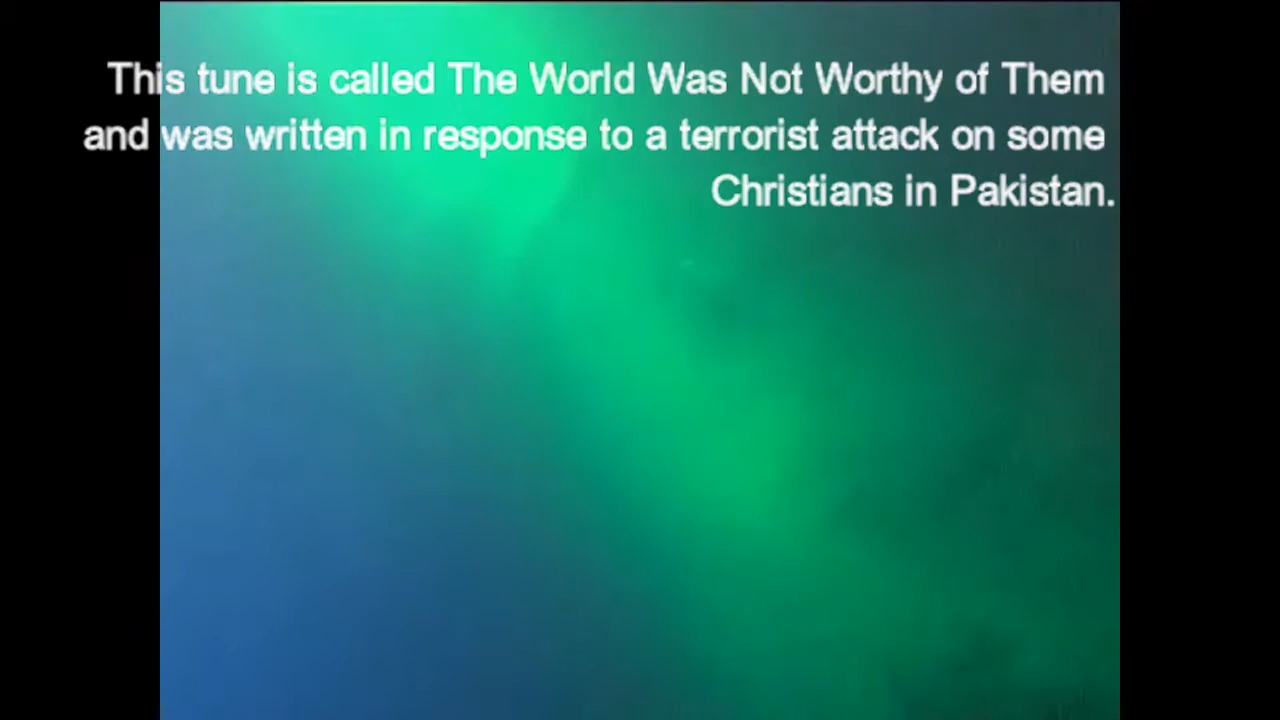 This tune is called The World Was Not Worthy of Them
and was written in response to a terrorist attack on some
Christians in Pakistan.